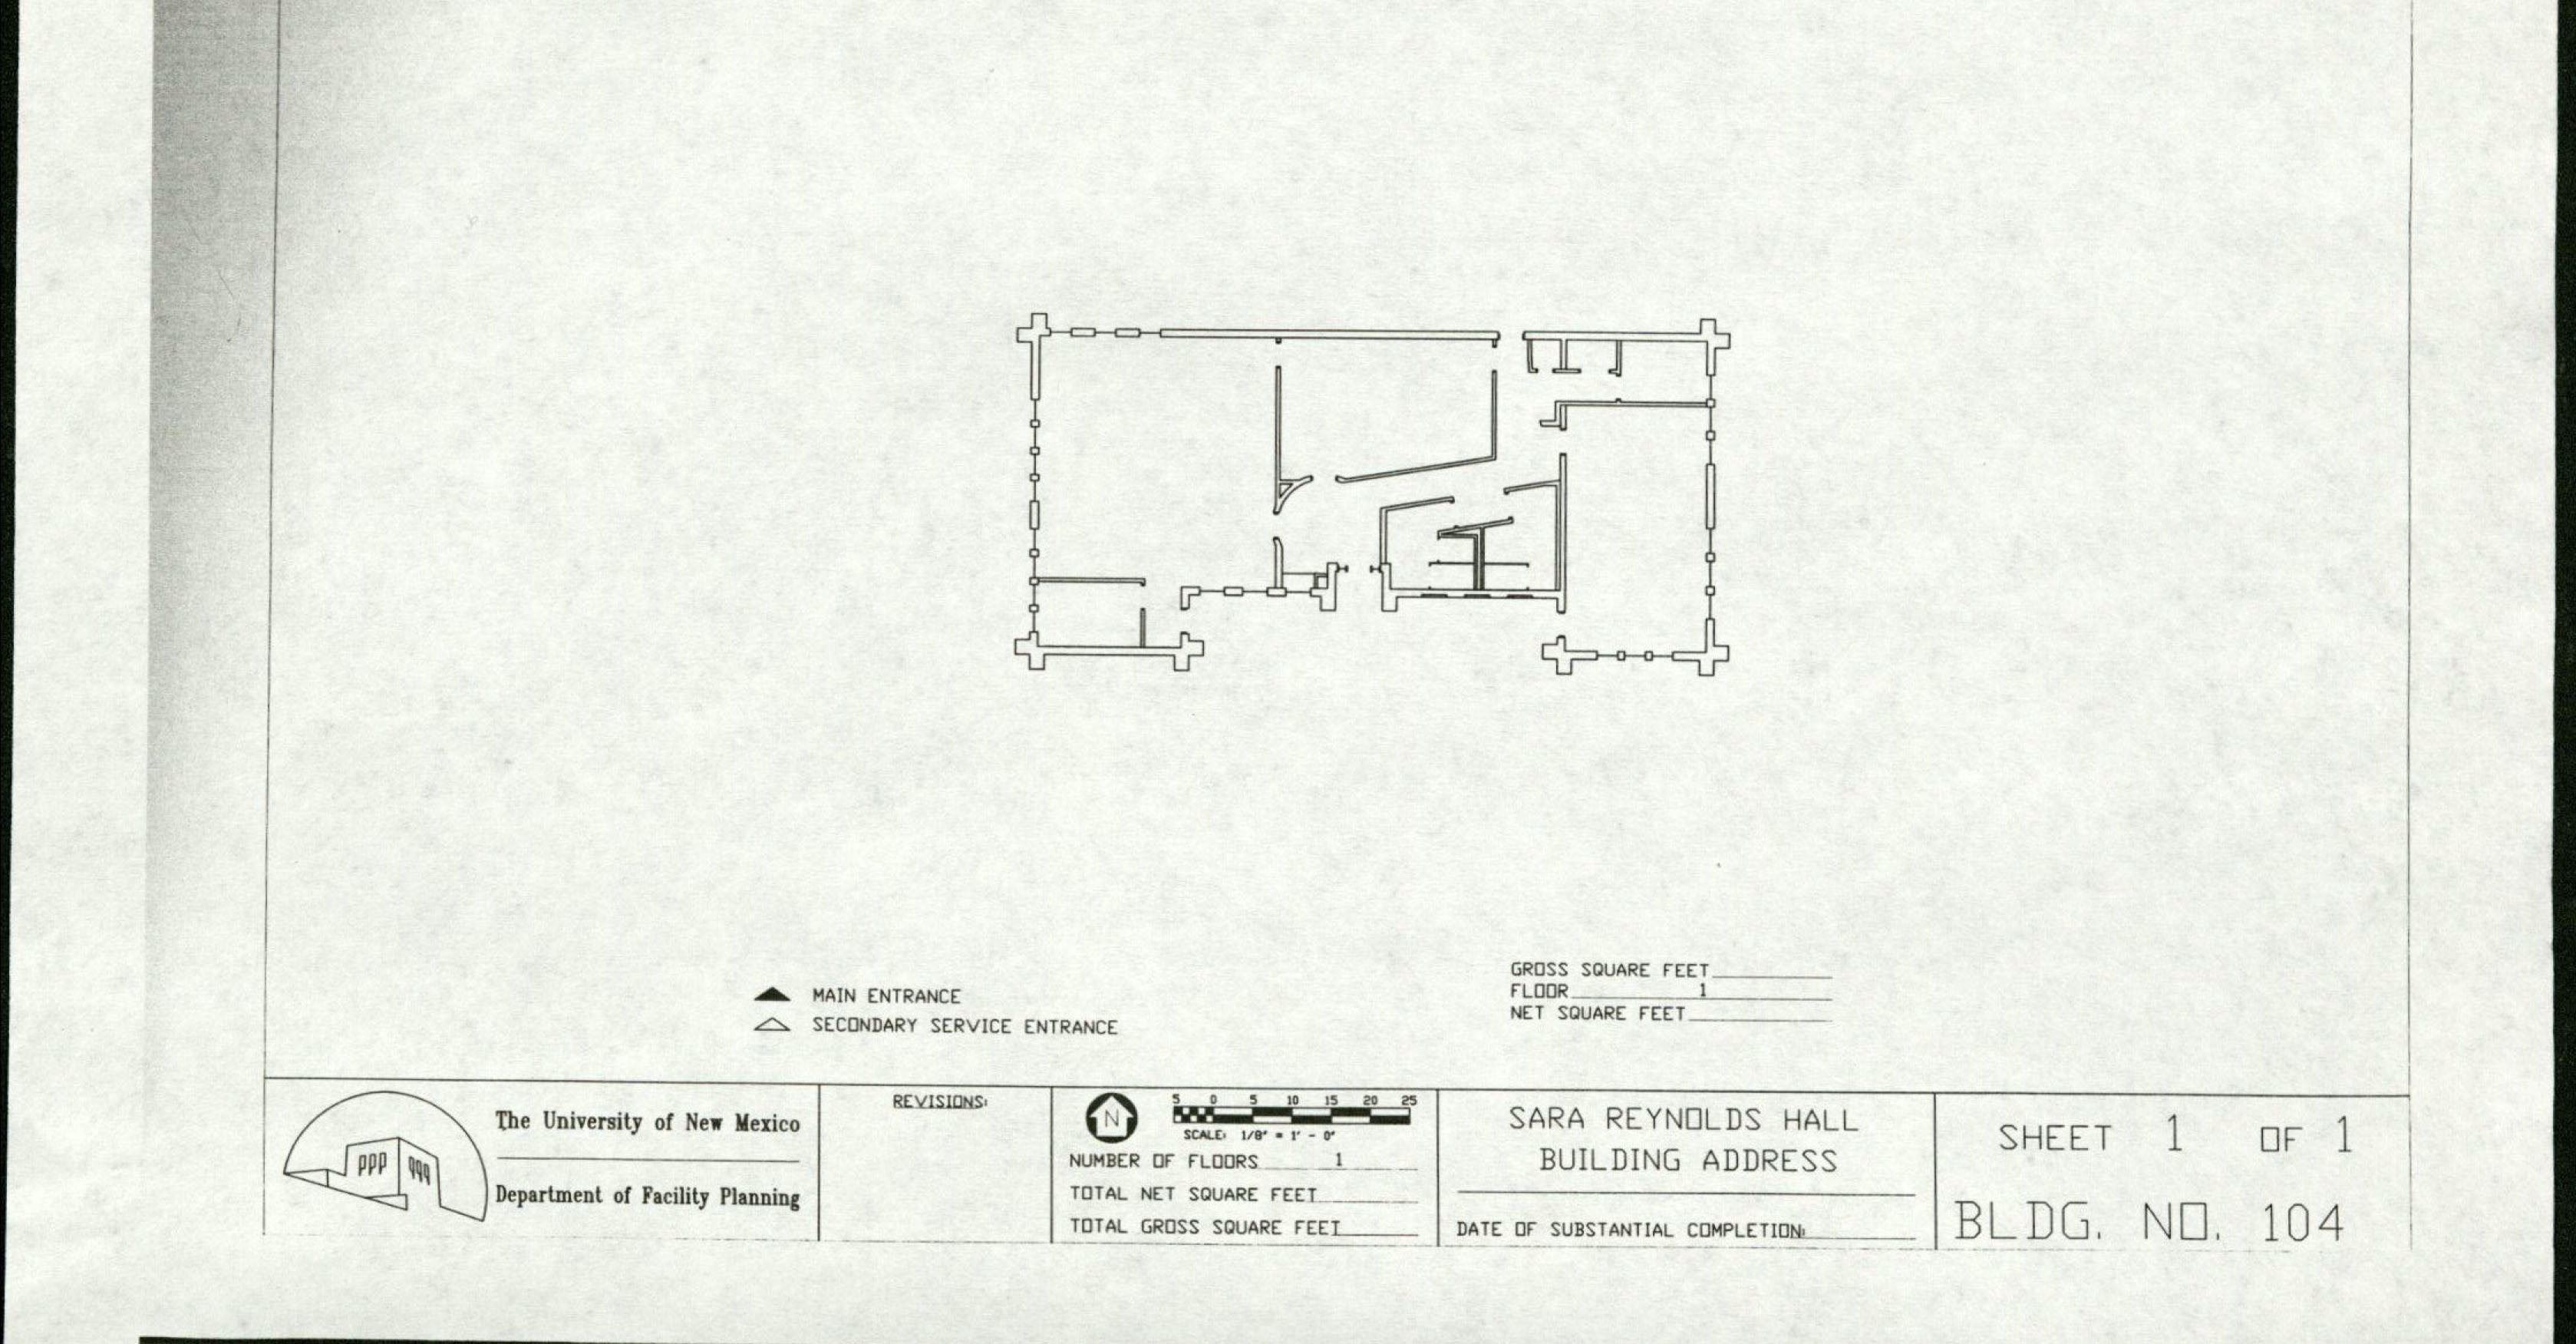 MAIN ENTRANCE
SECONDARY SERVICE ENTRANCE
GROSS SQUARE FEET
FLOOR 1
NET SQUARE FEET
The University of New Mexico
Department of Facility Planning
REVISIONS:
N
5 0 5 10 15 20 25
SCALE: 1/8" = 1' - 0"
NUMBER OF FLOORS 1
TOTAL NET SQUARE FEET
TOTAL GROSS SQUARE FEET
SARA REYNOLDS HALL
BUILDING ADDRESS
DATE OF SUBSTANTIAL COMPLETION:
SHEET 1 OF 1
BLDG. NO. 104